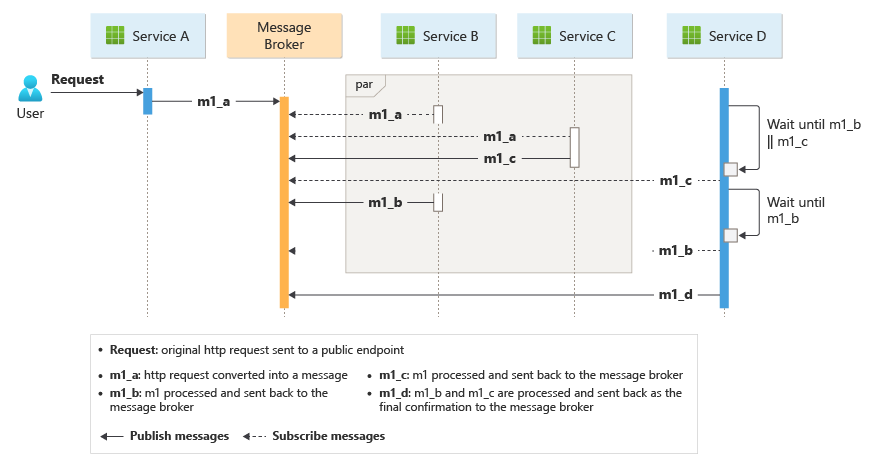 Service A
Message
Broker
Service B
Service C
Service D
Request
User
par
m1_a
m1_a
m1_a
m1_c
m1_c
m1_b
m1_b
m1_d
Wait until m1_b
|| m1_c
Wait until
m1_b
• Request: original http request sent to a public endpoint
• m1_a: http request converted into a message
• m1_b: m1 processed and sent back to the
message broker
• m1_c: m1 processed and sent back to the message broker
• m1_d: m1_b and m1_c are processed and sent back as the
final confirmation to the message broker
Publish messages
Subscribe messages